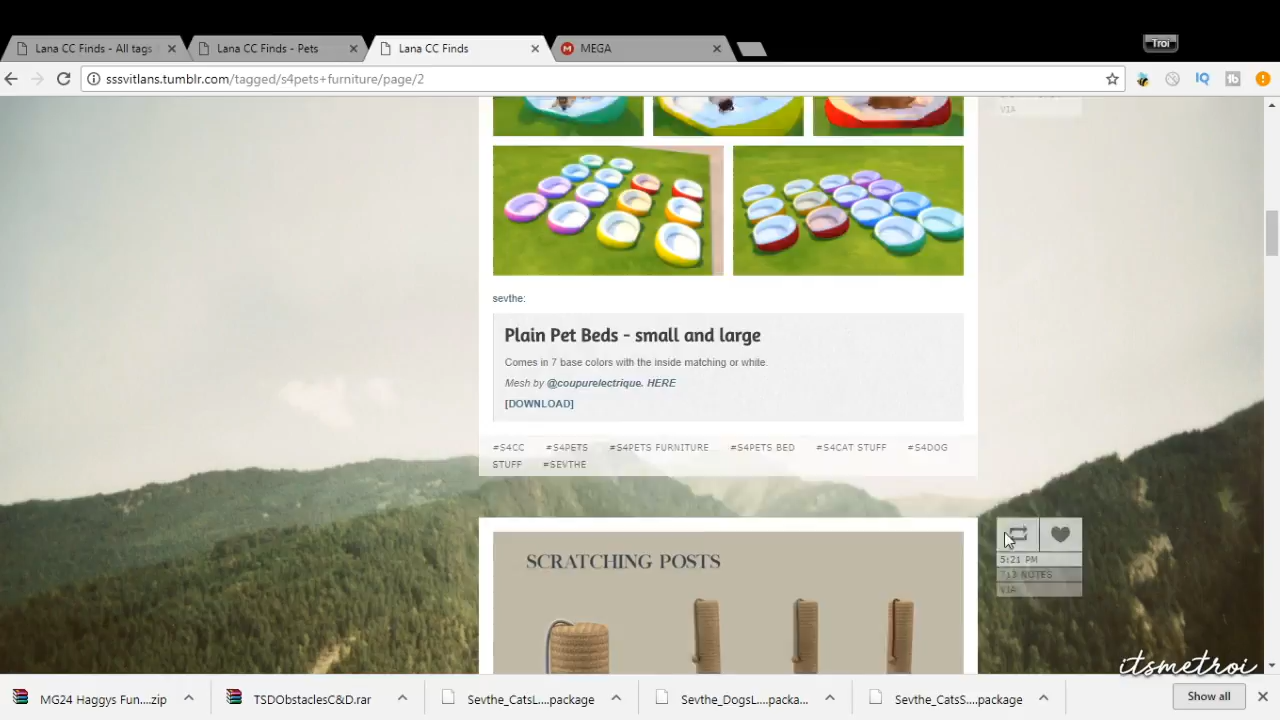 Lana CC Finds - All tags
Lana CC Finds - Pets
Lana CC Finds
MEGA
Troi
sssvitlans.tumblr.com/tagged/s4pets+furniture/page/2
IQ
VIA
sevthe:
Plain Pet Beds - small and large
Comes in 7 base colors with the inside matching or white.
Mesh by @coupurelectrique. HERE
[DOWNLOAD]
#S4CC #S4PETS #S4PETS FURNITURE #S4PETS BED #S4CAT STUFF #S4DOG
STUFF #SEVTHE
5:21 PM
NOTES
VIA
SCRATCHING POSTS
itsmetroi
MG24 Haggys Fun....zip
TSDObstaclesC&D.rar
Sevthe_CatsL....package
Sevthe_DogsL....packa...
Sevthe_CatsS....package
Show all